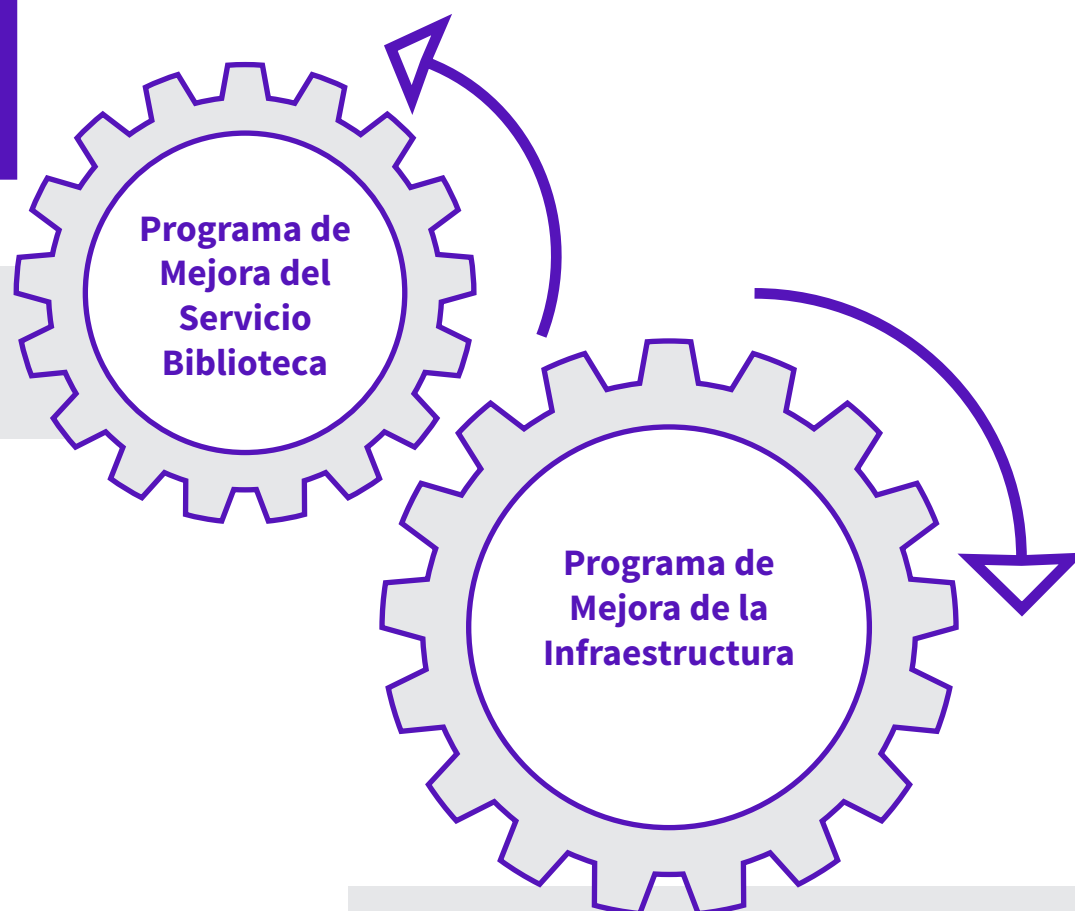 Programa de
Mejora del
Servicio
Biblioteca
Programa de
Mejora de la
Infraestructura